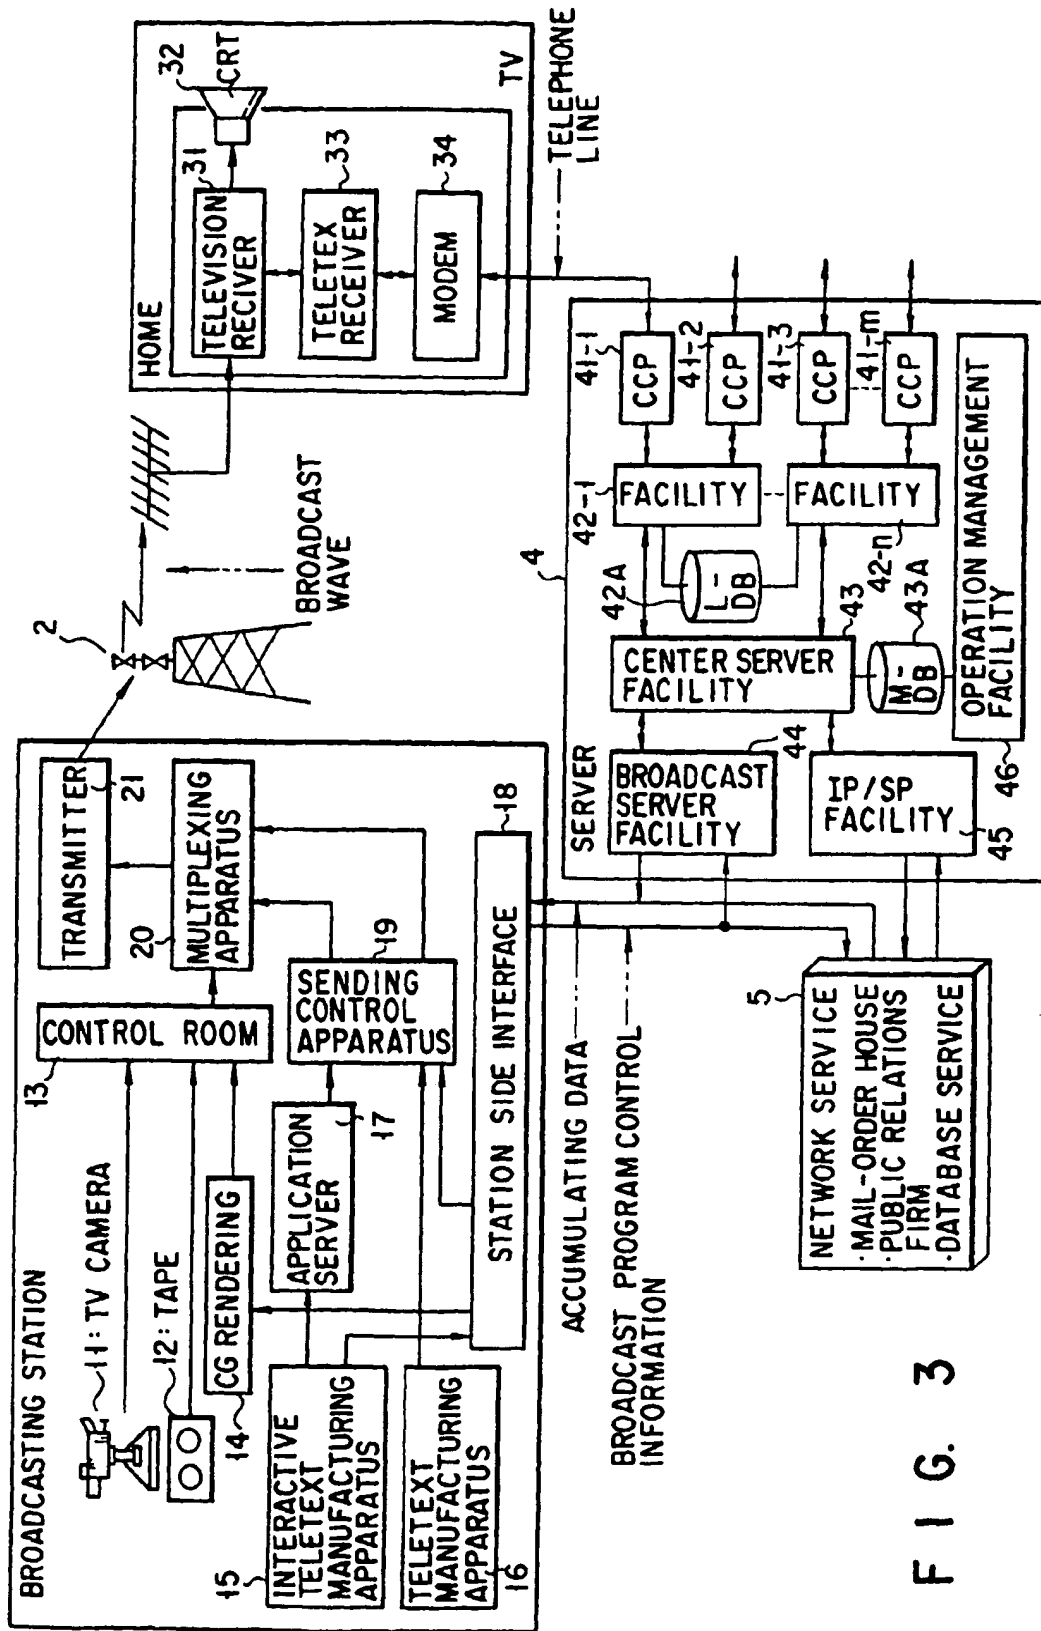 BROADCASTING STATION
11: TV CAMERA
12: TAPE
13
CONTROL ROOM
14
CG RENDERING
15
INTERACTIVE
TELETEXT
MANUFACTURING
APPARATUS
TELETEXT
MANUFACTURING
APPARATUS
16
APPLICATION
SERVER
17
SENDING
CONTROL
APPARATUS
19
20
MULTIPLEXING
APPARATUS
TRANSMITTER
21
STATION SIDE INTERFACE
18
2
BROADCAST
WAVE
HOME
TELEVISION
RECIVER
31
32
CRT
TELETEX
RECEIVER
33
MODEM
34
TV
TELEPHONE
LINE
ACCUMULATING DATA
BROADCAST PROGRAM CONTROL
INFORMATION
4
SERVER
BROADCAST
SERVER
FACILITY
44
IP/SP
FACILITY
45
CENTER SERVER
FACILITY
43
42A
L-
DB
M-
DB
43A
42-1
FACILITY
FACILITY
42-n
41-1
CCP
41-2
CCP
41-3
CCP
41-m
CCP
OPERATION MANAGEMENT
FACILITY
46
5
NETWORK SERVICE
·MAIL-ORDER HOUSE
·PUBLIC RELATIONS
FIRM
·DATABASE SERVICE
FIG. 3